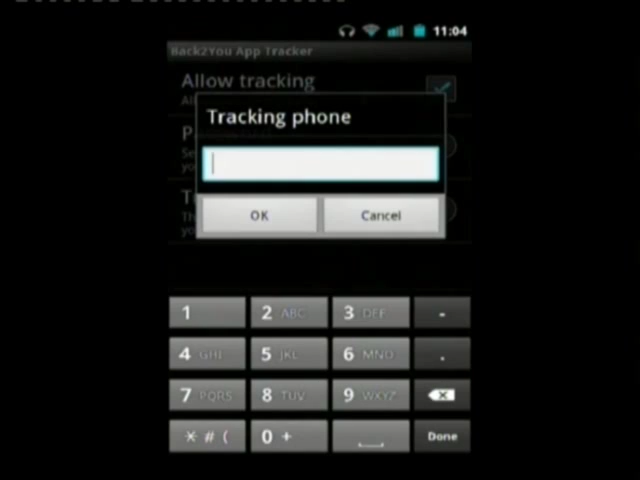 11:04
Back2You App Tracker
Allow tracking
Tracking phone
OK Cancel
1 2 ABC 3 DEF -
4 GHI 5 JKL 6 MNO .
7 PQRS 8 TUV 9 WXYZ
* # ( 0 + Done